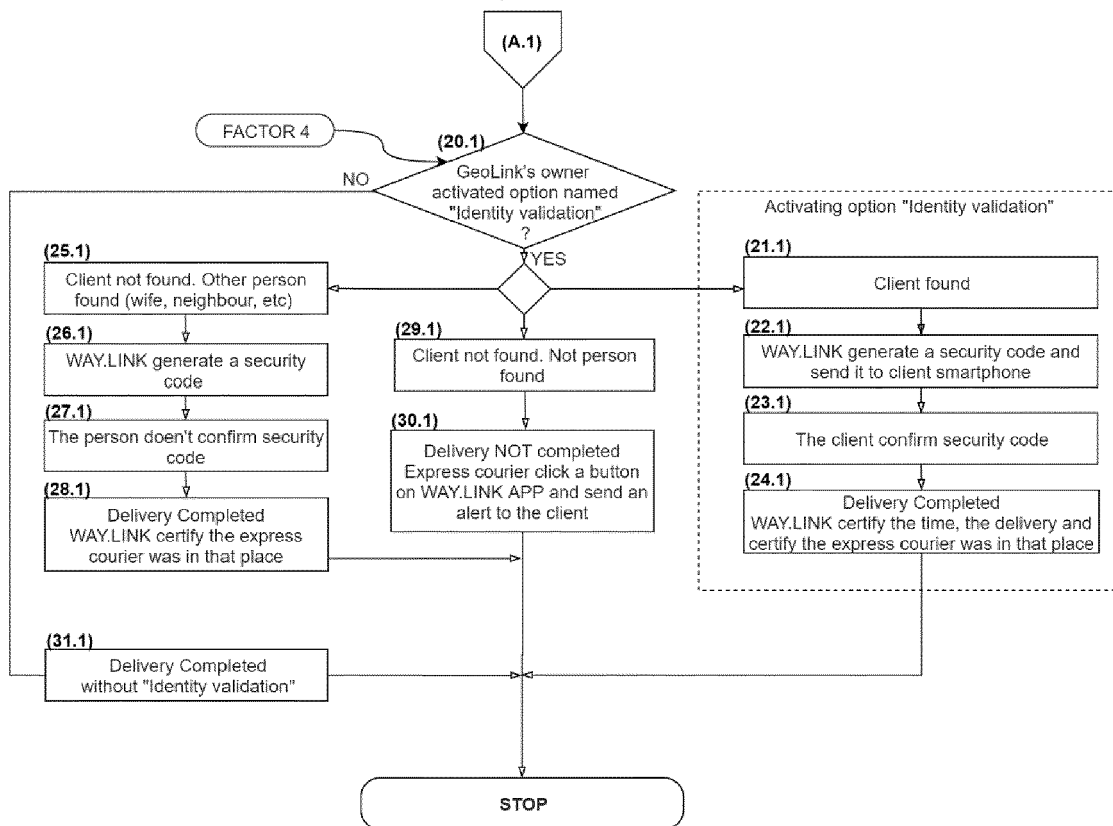 (A.1)
FACTOR 4
(20.1)
GeoLink's owner
activated option named
"Identity validation"
?
NO
YES
Activating option "Identity validation"
(25.1)
Client not found. Other person
found (wife, neighbour, etc)
(26.1)
WAY.LINK generate a security
code
(27.1)
The person doen't confirm security
code
(28.1)
Delivery Completed
WAY.LINK certify the express
courier was in that place
(29.1)
Client not found. Not person
found
(30.1)
Delivery NOT completed
Express courier click a button
on WAY.LINK APP and send an
alert to the client
(21.1)
Client found
(22.1)
WAY.LINK generate a security code and
send it to client smartphone
(23.1)
The client confirm security code
(24.1)
Delivery Completed
WAY.LINK certify the time, the delivery and
certify the express courier was in that place
(31.1)
Delivery Completed
without "Identity validation"
STOP